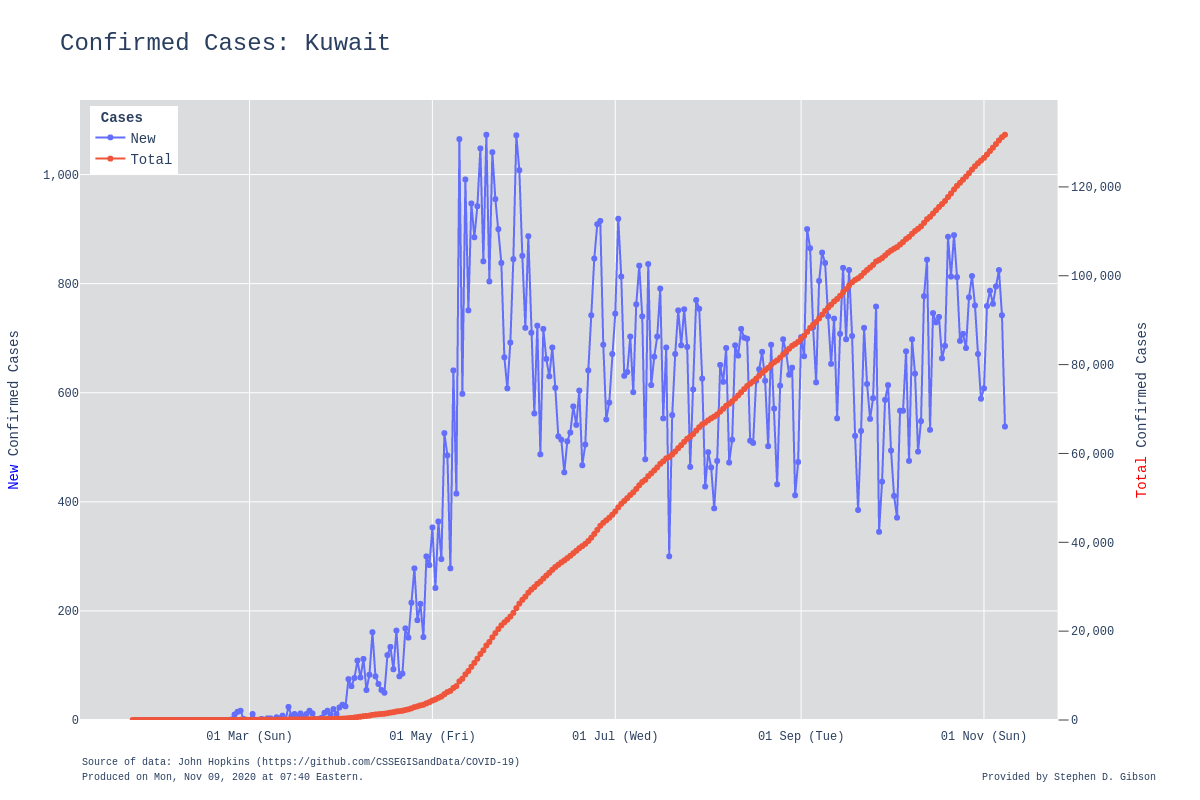 Confirmed Cases: Kuwait
Cases
New
Total
1,000
800
600
400
200
0
120,000
100,000
80,000
60,000
40,000
20,000
0
New Confirmed Cases
Total Confirmed Cases
01 Mar (Sun) 01 May (Fri) 01 Jul (Wed) 01 Sep (Tue) 01 Nov (Sun)
Source of data: John Hopkins (https://github.com/CSSEGISandData/COVID-19)
Produced on Mon, Nov 09, 2020 at 07:40 Eastern.
Provided by Stephen D. Gibson